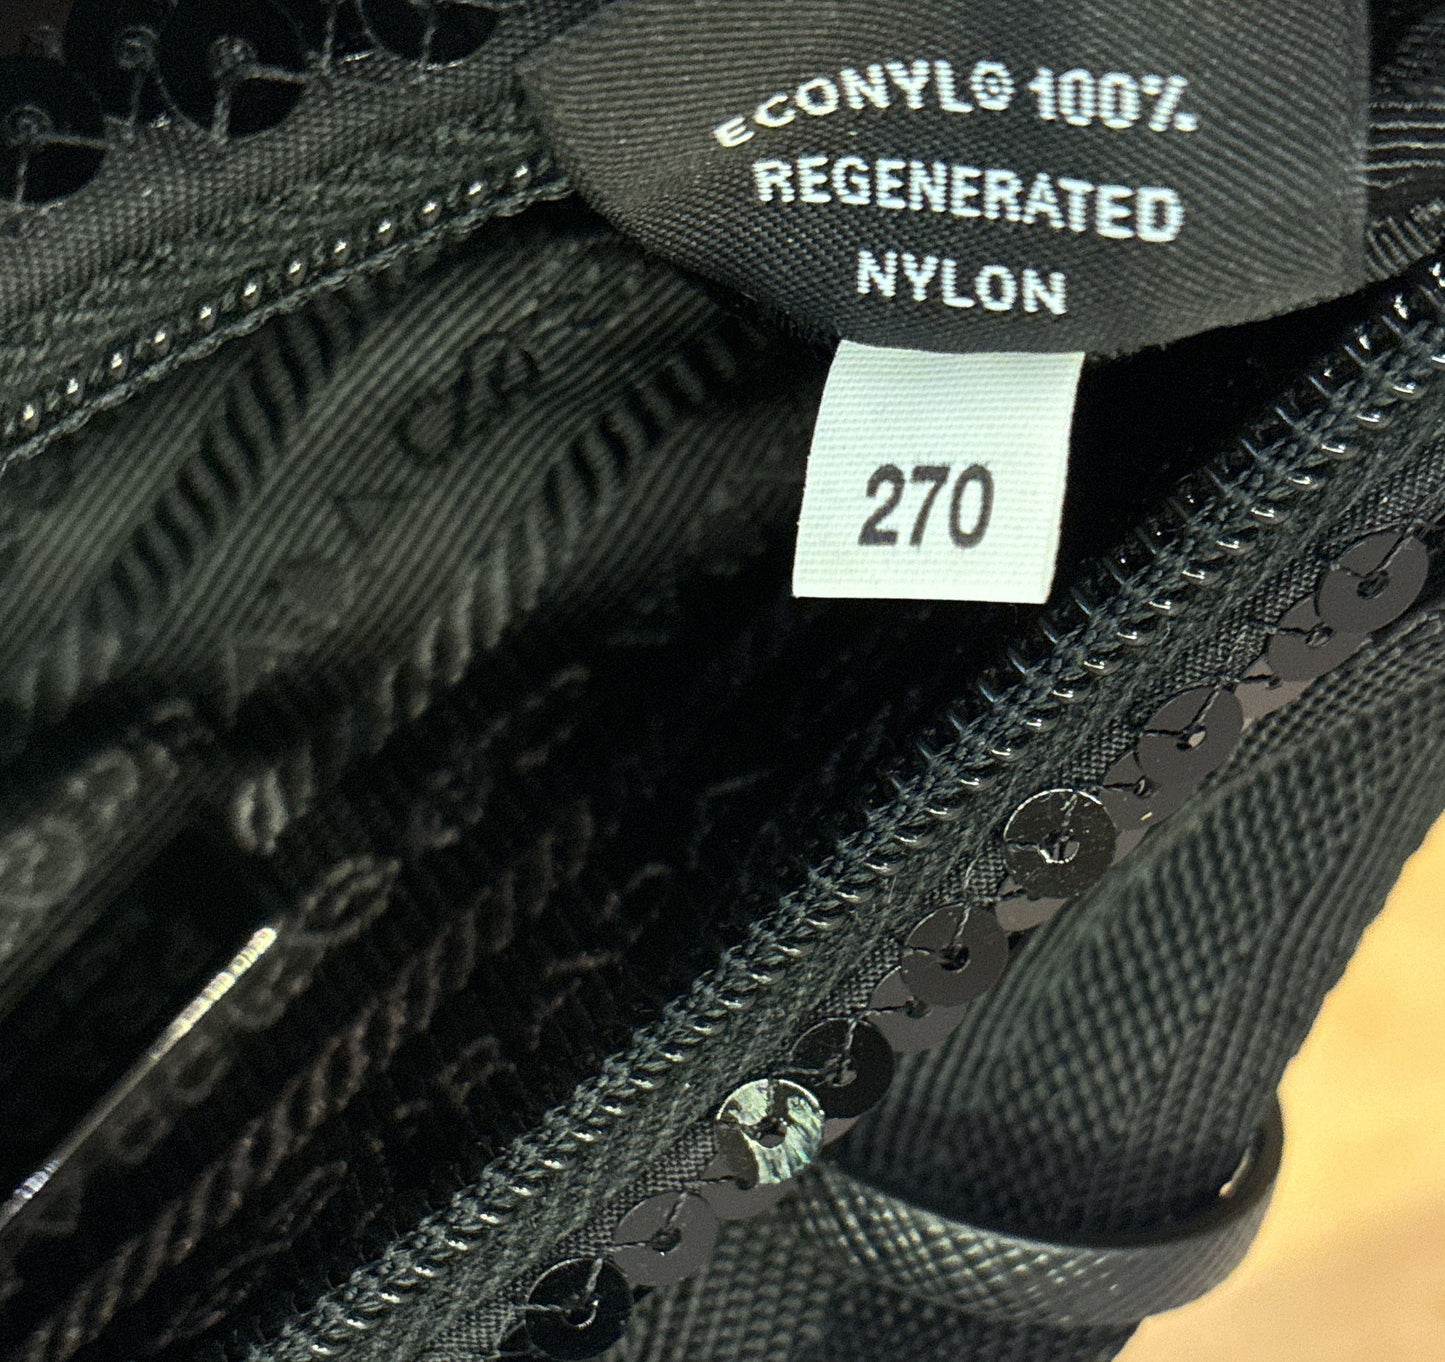 ECONYL® 100%
REGENERATED
NYLON
270